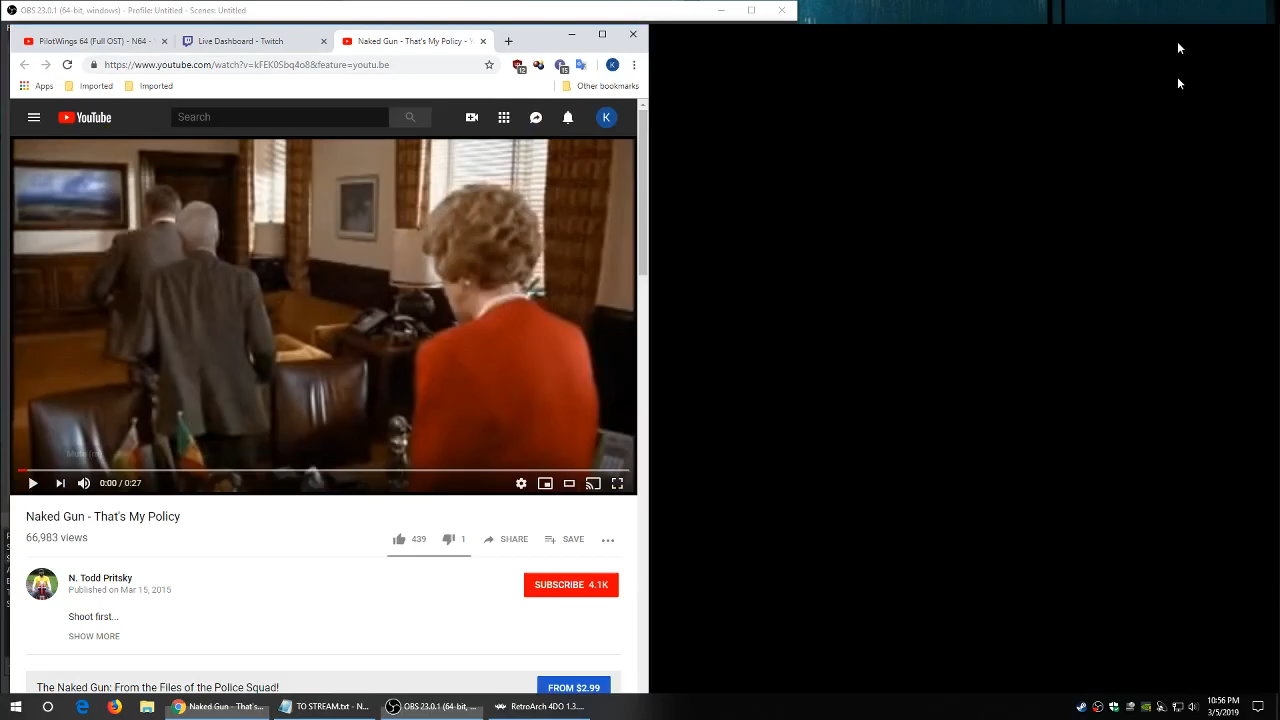 OBS 23.0.1 (64-bit, windows) - Profile: Untitled - Scenes: Untitled
PilotWings 64 (Full OST) - N64 -
Live Dashboard - Twitch
Naked Gun - That's My Policy - Y
https://www.youtube.com/watch?v=kFEK0Sbq4o8&feature=youtu.be
12
15
K
Apps
Imported
Imported
Other bookmarks
YouTube
Search
K
Mute (m)
0:00 / 0:27
Naked Gun - That's My Policy
66,983 views
439
1
SHARE
SAVE
N. Todd Pritsky
Published on Mar 15, 2015
SUBSCRIBE 4.1K
Shoot first...
SHOW MORE
The Naked Gun: From the Files of the Police Squad!
FROM $2.99
Naked Gun - That's ...
TO STREAM.txt - N...
OBS 23.0.1 (64-bit, ...
RetroArch 4DO 1.3....
10:56 PM
3/5/2019